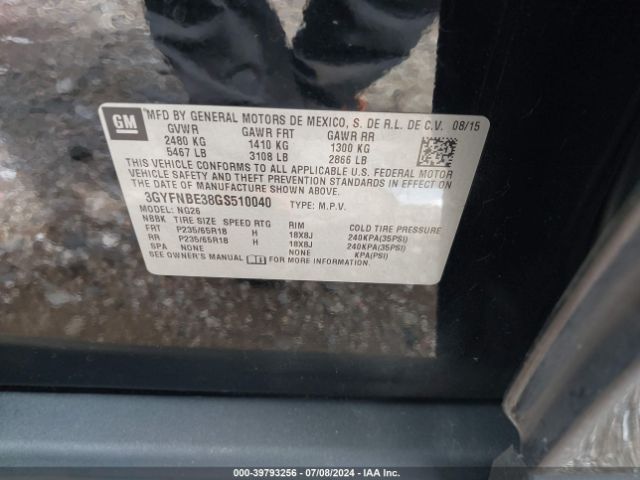 GM
MFD BY GENERAL MOTORS DE MEXICO, S. DE R.L. DE C.V. 08/15
GVWR GAWR FRT GAWR RR
2480 KG 1410 KG 1300 KG
5467 LB 3108 LB 2866 LB
THIS VEHICLE CONFORMS TO ALL APPLICABLE U.S. FEDERAL MOTOR
VEHICLE SAFETY AND THEFT PREVENTION STANDARDS IN EFFECT ON
THE DATE OF MANUFACTURE SHOWN ABOVE.
3GYFNBE38GS510040 TYPE: M.P.V.
MODEL: NG26
NBBK TIRE SIZE SPEED RTG RIM COLD TIRE PRESSURE
FRT P235/65R18 H 18X8J 240KPA(35PSI)
RR P235/65R18 H 18X8J 240KPA(35PSI)
SPA NONE NONE KPA(PSI)
SEE OWNER'S MANUAL FOR MORE INFORMATION.
000-39793256 | 07/08/2024 - IAA Inc.